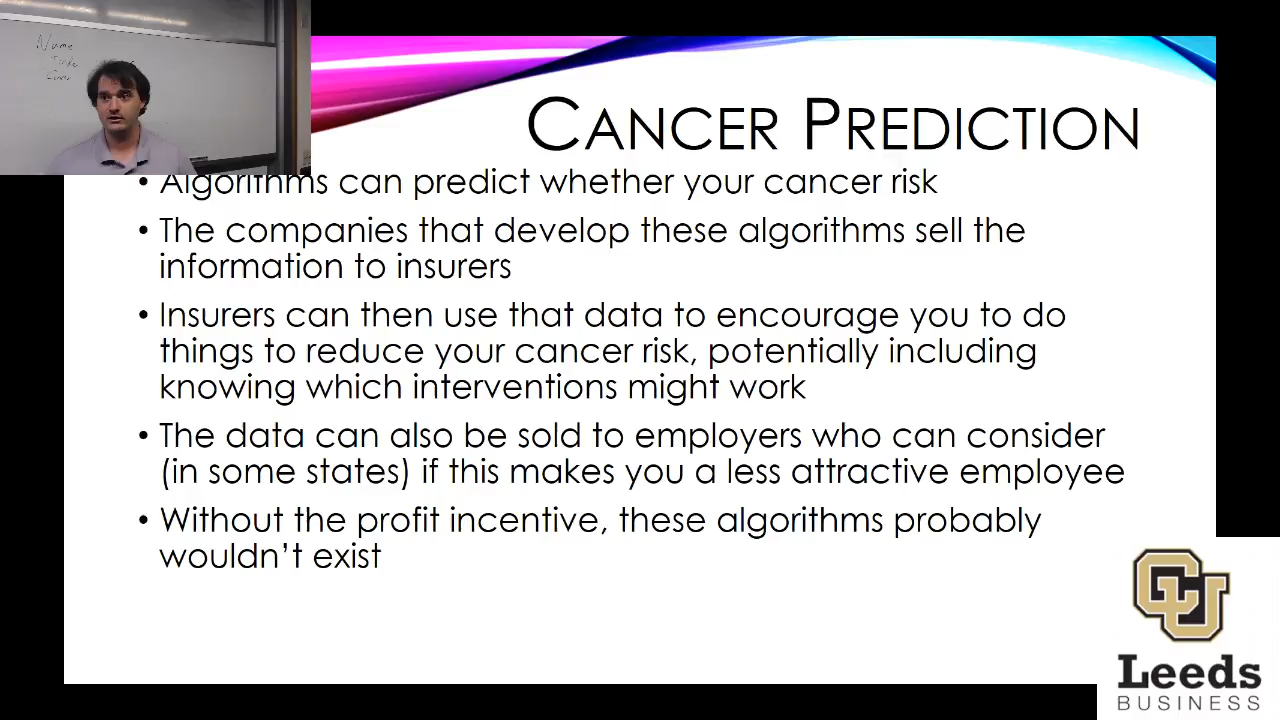 Name
CANCER PREDICTION
• Algorithms can predict whether your cancer risk
• The companies that develop these algorithms sell the
information to insurers
• Insurers can then use that data to encourage you to do
things to reduce your cancer risk, potentially including
knowing which interventions might work
• The data can also be sold to employers who can consider
(in some states) if this makes you a less attractive employee
• Without the profit incentive, these algorithms probably
wouldn't exist
CU
Leeds
BUSINESS